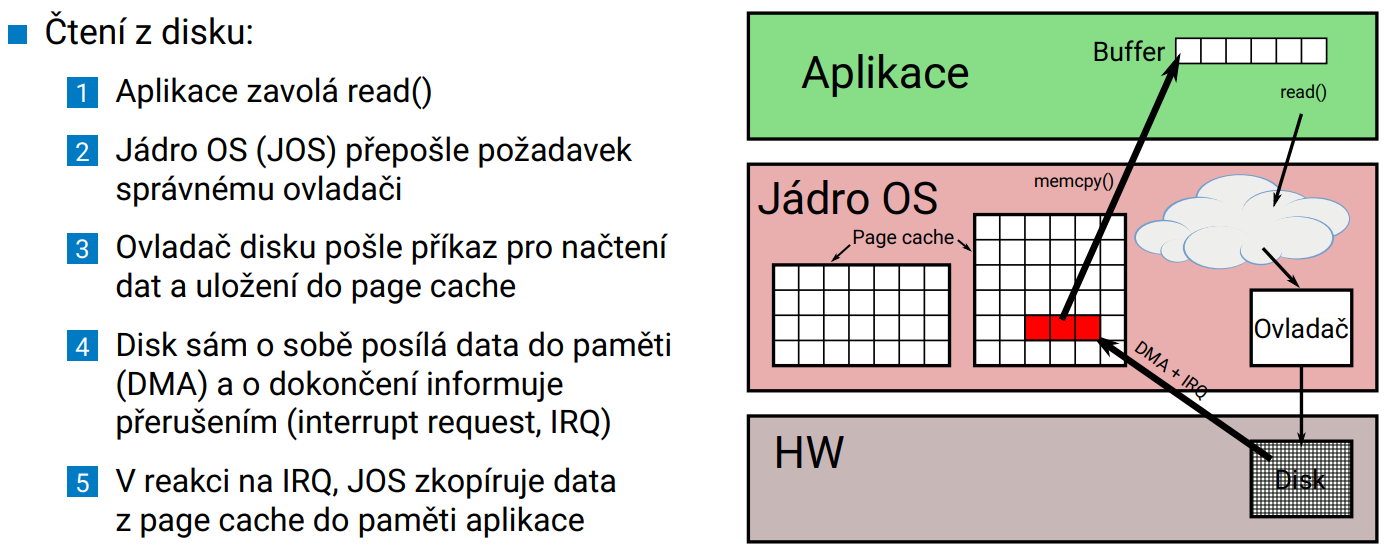 Čtení z disku:
1 Aplikace zavolá read()
2 Jádro OS (JOS) přepošle požadavek
správnému ovladači
3 Ovladač disku pošle příkaz pro načtení
dat a uložení do page cache
4 Disk sám o sobě posílá data do paměti
(DMA) a o dokončení informuje
přerušením (interrupt request, IRQ)
5 V reakci na IRQ, JOS zkopíruje data
z page cache do paměti aplikace
Aplikace
Buffer
read()
Jádro OS
memcpy()
Page cache
Ovladač
DMA + IRQ
HW
Disk